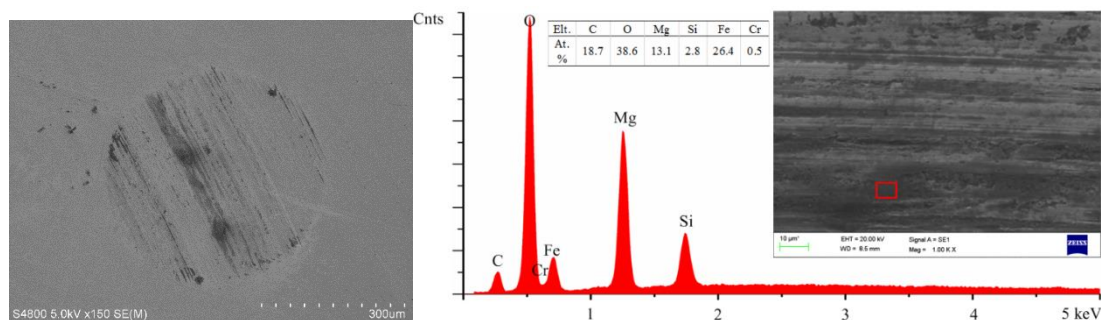 S4800 5.0kV x150 SE(M)
300um
Cnts
O
Mg
Si
Fe
Cr
C
1
2
3
4
5 keV
Elt. C O Mg Si Fe Cr
At. % 18.7 38.6 13.1 2.8 26.4 0.5
10 µm*
EHT = 20.00 kV
Signal A = SE1
WD = 8.5 mm
Mag = 1.00 K X
ZEISS